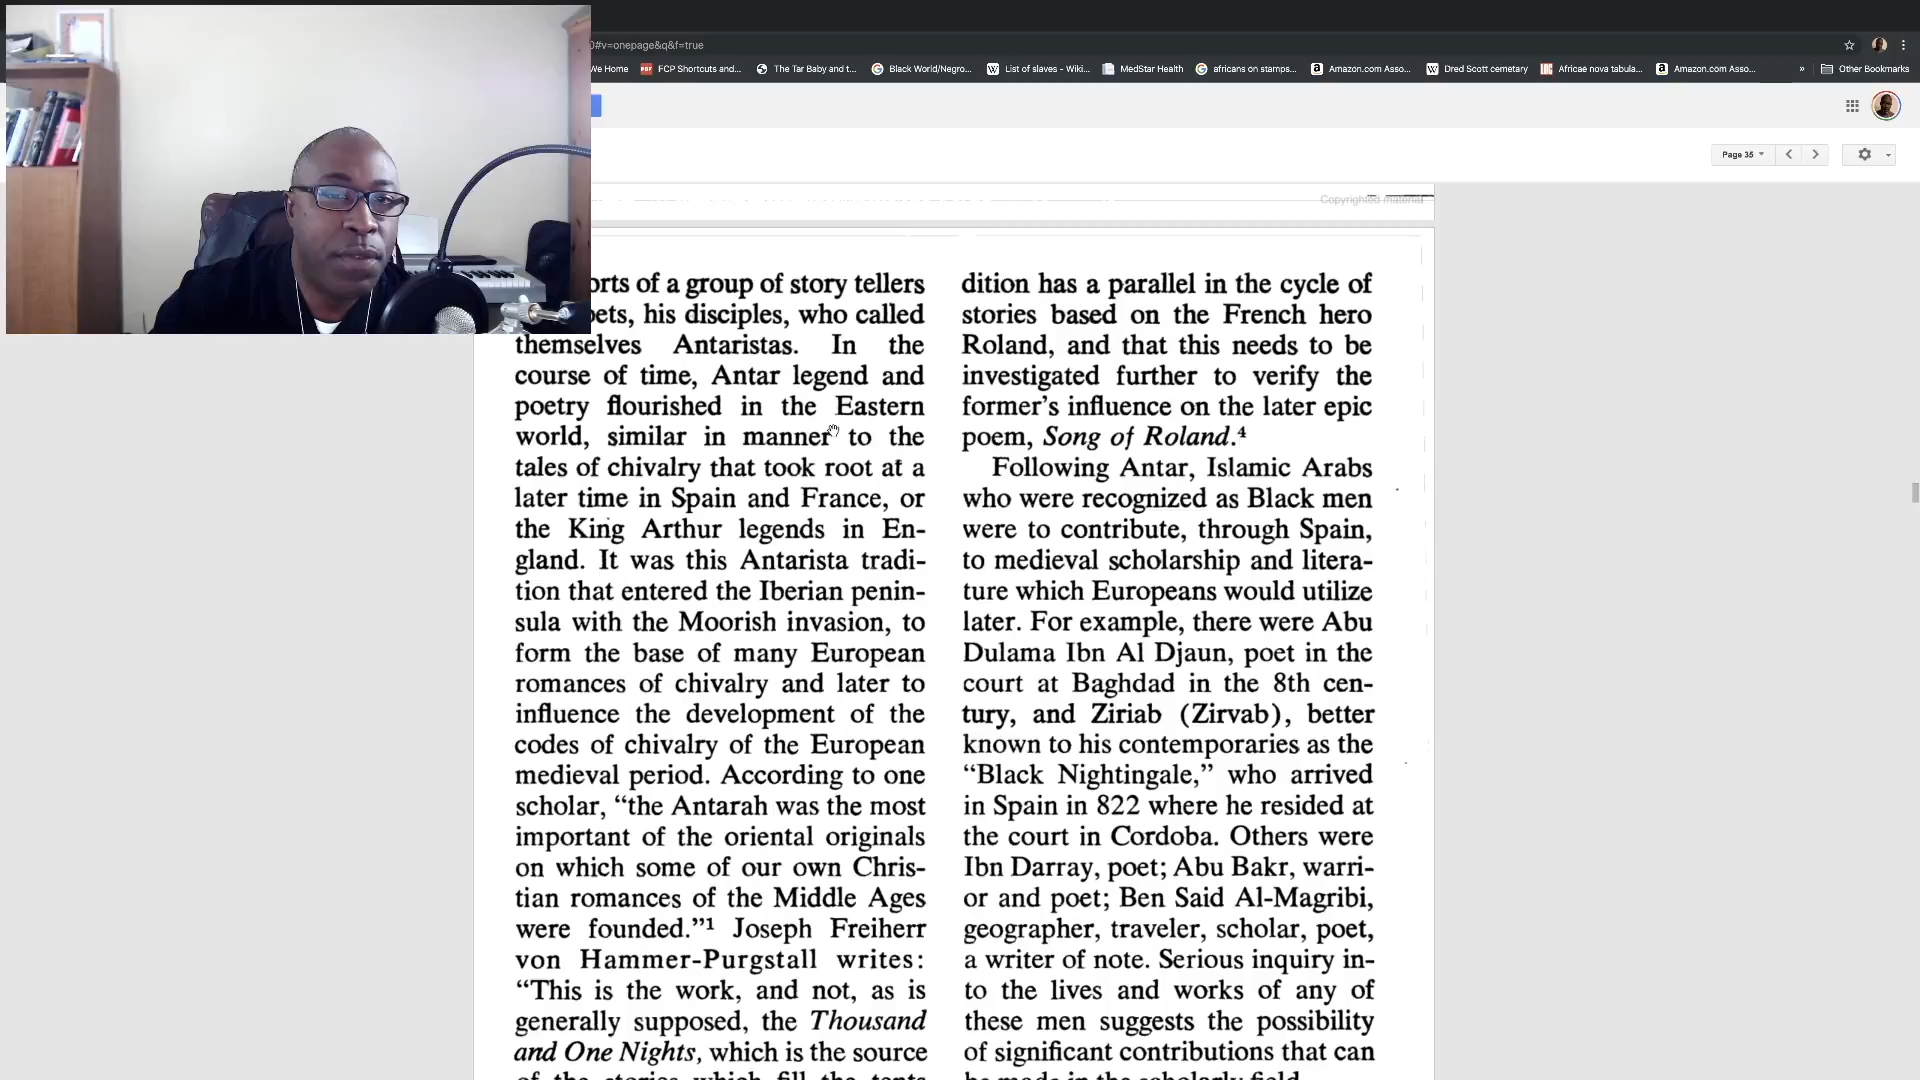 0#v=onepage&q&f=true
We Home
FCP Shortcuts and...
The Tar Baby and t...
Black World/Negro...
List of slaves - Wiki...
MedStar Health
africans on stamps...
Amazon.com Asso...
Dred Scott cemetary
Africae nova tabula...
Amazon.com Asso...
»
Other Bookmarks
Page 35
Copyrighted material
orts of a group of story tellers
ets, his disciples, who called
themselves Antaristas. In the
course of time, Antar legend and
poetry flourished in the Eastern
world, similar in manner to the
tales of chivalry that took root at a
later time in Spain and France, or
the King Arthur legends in En-
gland. It was this Antarista tradi-
tion that entered the Iberian penin-
sula with the Moorish invasion, to
form the base of many European
romances of chivalry and later to
influence the development of the
codes of chivalry of the European
medieval period. According to one
scholar, “the Antarah was the most
important of the oriental originals
on which some of our own Chris-
tian romances of the Middle Ages
were founded.”¹ Joseph Freiherr
von Hammer-Purgstall writes:
“This is the work, and not, as is
generally supposed, the Thousand
and One Nights, which is the source
of the stories which fill the tents
dition has a parallel in the cycle of
stories based on the French hero
Roland, and that this needs to be
investigated further to verify the
former’s influence on the later epic
poem, Song of Roland.⁴
Following Antar, Islamic Arabs
who were recognized as Black men
were to contribute, through Spain,
to medieval scholarship and litera-
ture which Europeans would utilize
later. For example, there were Abu
Dulama Ibn Al Djaun, poet in the
court at Baghdad in the 8th cen-
tury, and Ziriab (Zirvab), better
known to his contemporaries as the
“Black Nightingale,” who arrived
in Spain in 822 where he resided at
the court in Cordoba. Others were
Ibn Darray, poet; Abu Bakr, warri-
or and poet; Ben Said Al-Magribi,
geographer, traveler, scholar, poet,
a writer of note. Serious inquiry in-
to the lives and works of any of
these men suggests the possibility
of significant contributions that can
be made in the scholarly field